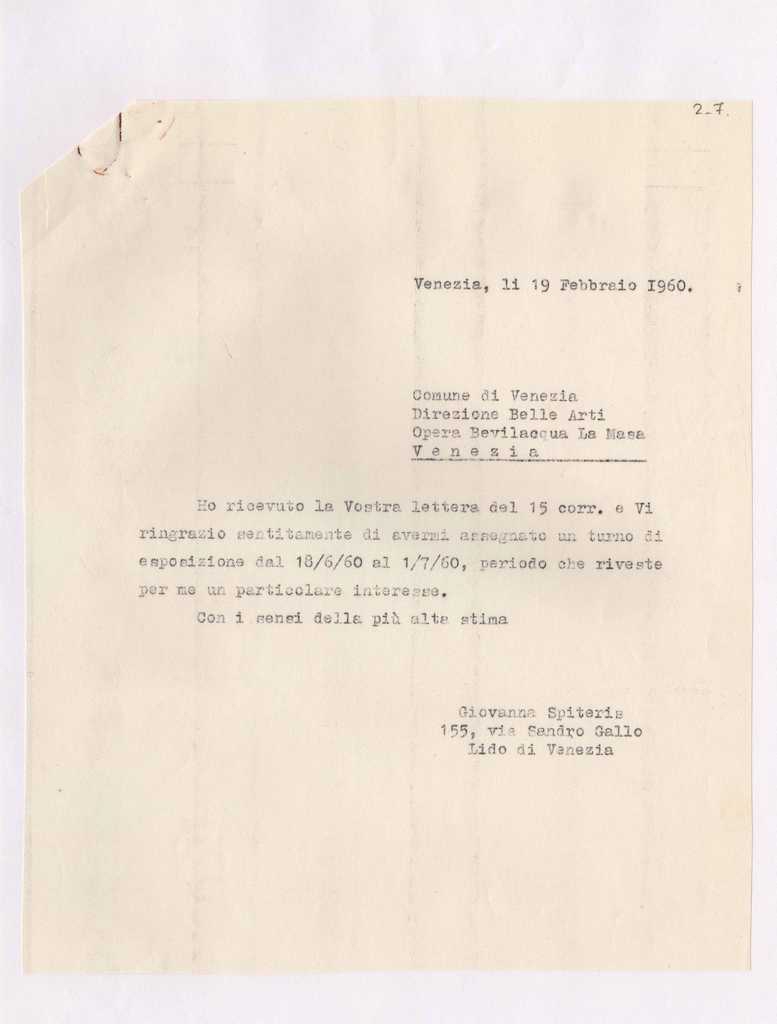 2-7.
Venezia, li 19 Febbraio 1960.
Comune di Venezia
Direzione Belle Arti
Opera Bevilacqua La Masa
V e n e z i a
Ho ricevuto la Vostra lettera del 15 corr. e Vi
ringrazio sentitamente di avermi assegnato un turno di
esposizione dal 18/6/60 al 1/7/60, periodo che riveste
per me un particolare interesse.
Con i sensi della più alta stima
Giovanna Spiteris
155, via Sandro Gallo
Lido di Venezia